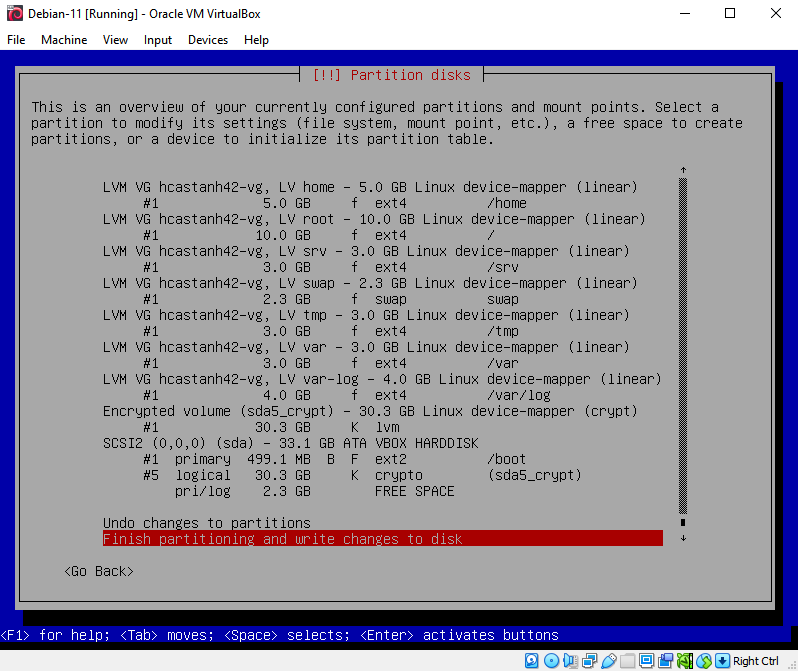 Debian-11 [Running] - Oracle VM VirtualBox
File Machine View Input Devices Help
[!!] Partition disks
This is an overview of your currently configured partitions and mount points. Select a
partition to modify its settings (file system, mount point, etc.), a free space to create
partitions, or a device to initialize its partition table.
LVM VG hcastanh42-vg, LV home - 5.0 GB Linux device-mapper (linear)
#1 5.0 GB f ext4 /home
LVM VG hcastanh42-vg, LV root - 10.0 GB Linux device-mapper (linear)
#1 10.0 GB f ext4 /
LVM VG hcastanh42-vg, LV srv - 3.0 GB Linux device-mapper (linear)
#1 3.0 GB f ext4 /srv
LVM VG hcastanh42-vg, LV swap - 2.3 GB Linux device-mapper (linear)
#1 2.3 GB f swap swap
LVM VG hcastanh42-vg, LV tmp - 3.0 GB Linux device-mapper (linear)
#1 3.0 GB f ext4 /tmp
LVM VG hcastanh42-vg, LV var - 3.0 GB Linux device-mapper (linear)
#1 3.0 GB f ext4 /var
LVM VG hcastanh42-vg, LV var-log - 4.0 GB Linux device-mapper (linear)
#1 4.0 GB f ext4 /var/log
Encrypted volume (sda5_crypt) - 30.3 GB Linux device-mapper (crypt)
#1 30.3 GB K lvm
SCSI2 (0,0,0) (sda) - 33.1 GB ATA VBOX HARDDISK
#1 primary 499.1 MB B F ext2 /boot
#5 logical 30.3 GB K crypto (sda5_crypt)
pri/log 2.3 GB FREE SPACE
Undo changes to partitions
Finish partitioning and write changes to disk
<Go Back>
<F1> for help; <Tab> moves; <Space> selects; <Enter> activates buttons
Right Ctrl